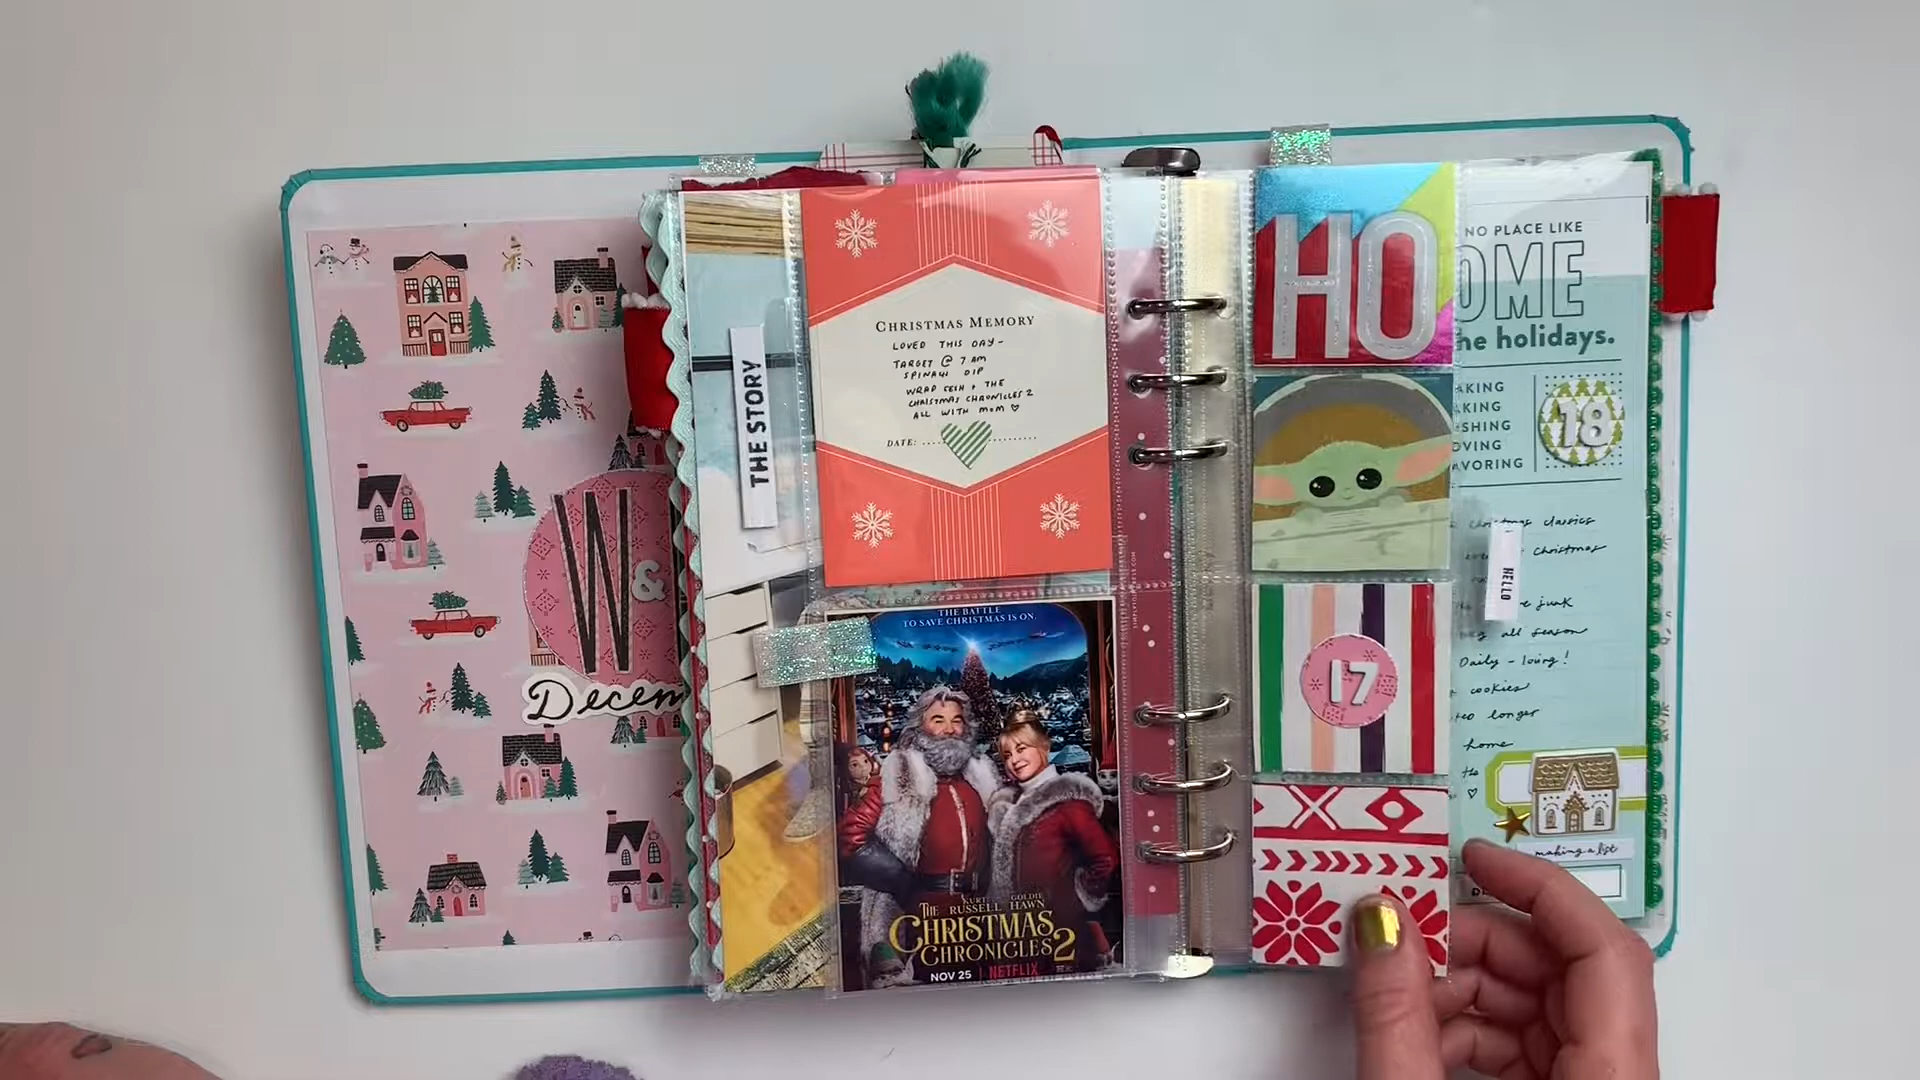 W
&
Decem
THE STORY
CHRISTMAS MEMORY
LOVED THIS DAY-
TARGET @ 7 AM
SPINACH DIP
WRAP FEST + THE
CHRISTMAS CHRONICLES 2
ALL WITH MOM ♡
DATE:
THE BATTLE
TO SAVE CHRISTMAS IS ON.
KURT RUSSELL
GOLDIE HAWN
THE
CHRISTMAS
CHRONICLES 2
NOV 25 | NETFLIX
HO
17
NO PLACE LIKE
OME
he holidays.
AKING
AKING
SHING
OVING
AVORING
18
Christmas classics
Christmas
HELLO
junk
all season
Daily - loving!
cookies
longer
home
the
♡
making a list